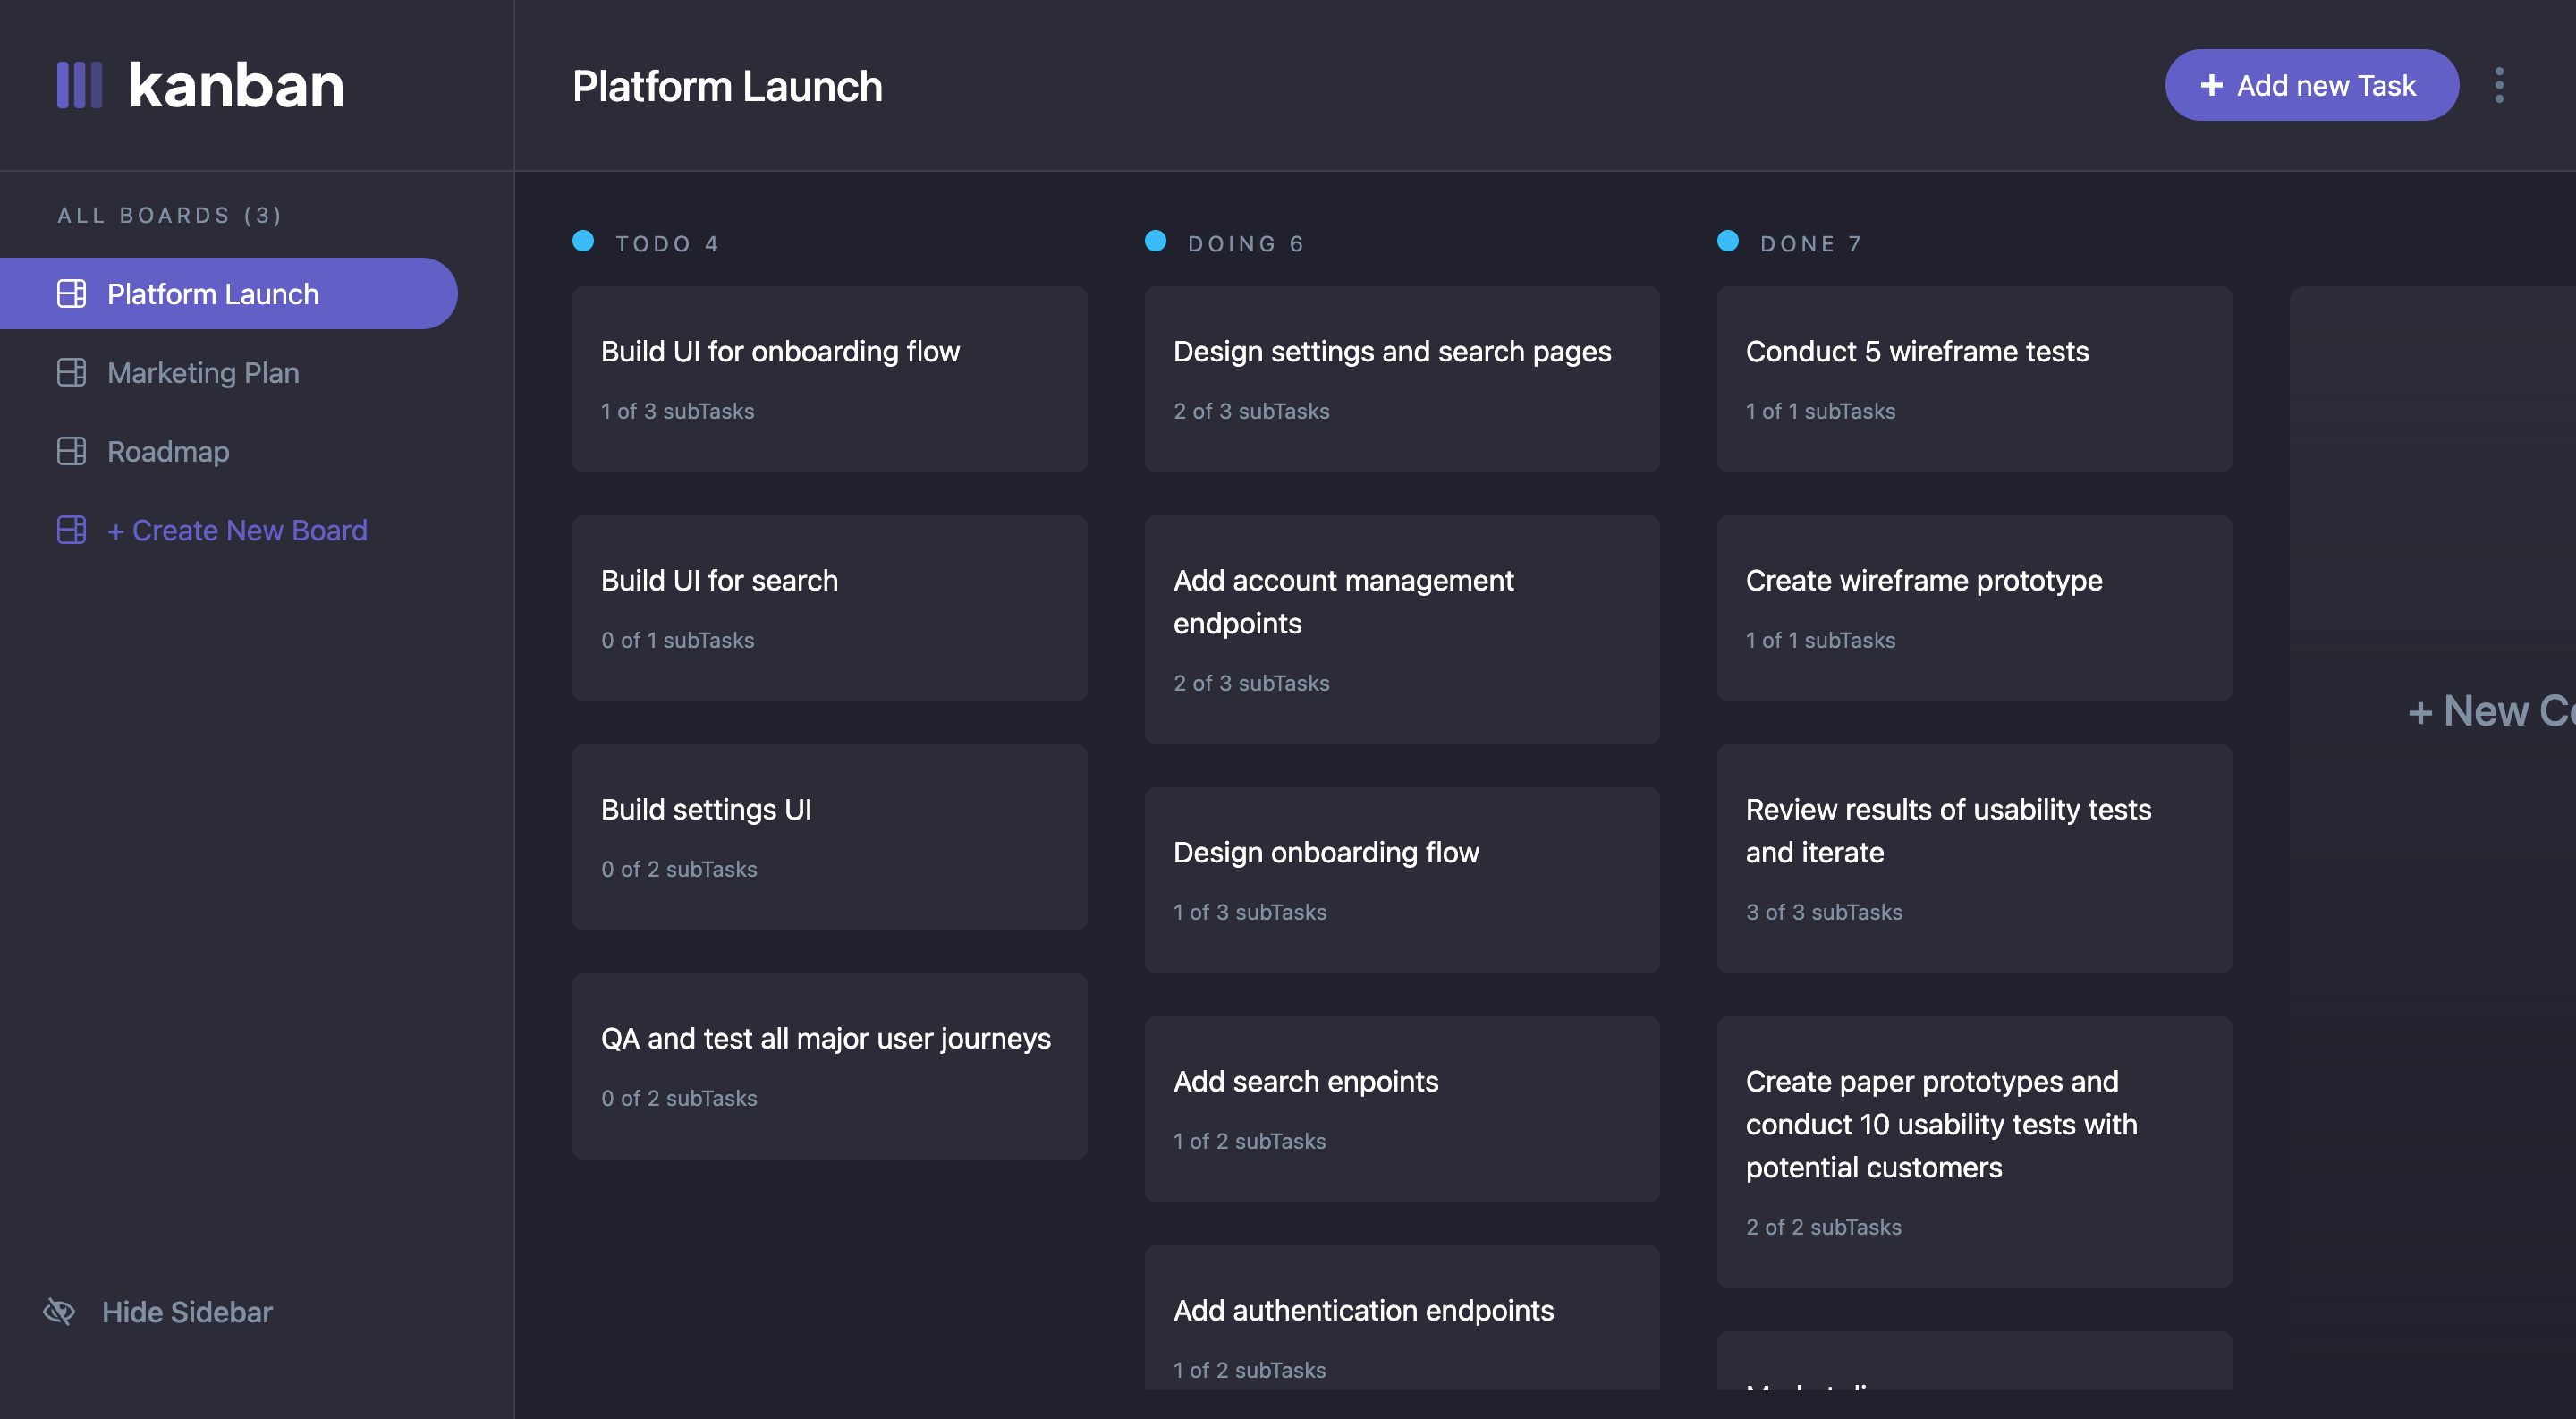 kanban
Platform Launch
+ Add new Task
ALL BOARDS (3)
Platform Launch
Marketing Plan
Roadmap
+ Create New Board
Hide Sidebar
TODO 4
Build UI for onboarding flow
1 of 3 subTasks
Build UI for search
0 of 1 subTasks
Build settings UI
0 of 2 subTasks
QA and test all major user journeys
0 of 2 subTasks
DOING 6
Design settings and search pages
2 of 3 subTasks
Add account management
endpoints
2 of 3 subTasks
Design onboarding flow
1 of 3 subTasks
Add search enpoints
1 of 2 subTasks
Add authentication endpoints
1 of 2 subTasks
DONE 7
Conduct 5 wireframe tests
1 of 1 subTasks
Create wireframe prototype
1 of 1 subTasks
Review results of usability tests
and iterate
3 of 3 subTasks
Create paper prototypes and
conduct 10 usability tests with
potential customers
2 of 2 subTasks
+ New